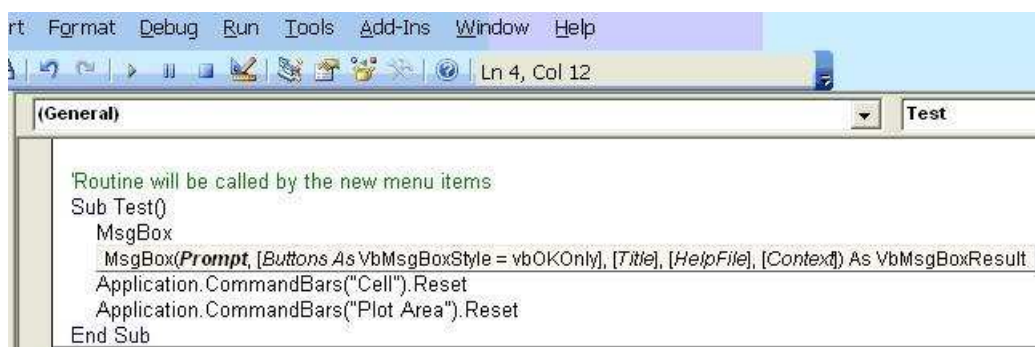 rt Format Debug Run Tools Add-Ins Window Help
Ln 4, Col 12
(General) Test
'Routine will be called by the new menu items
Sub Test()
MsgBox
MsgBox(Prompt, [Buttons As VbMsgBoxStyle = vbOKOnly], [Title], [HelpFile], [Context]) As VbMsgBoxResult
Application.CommandBars("Cell").Reset
Application.CommandBars("Plot Area").Reset
End Sub